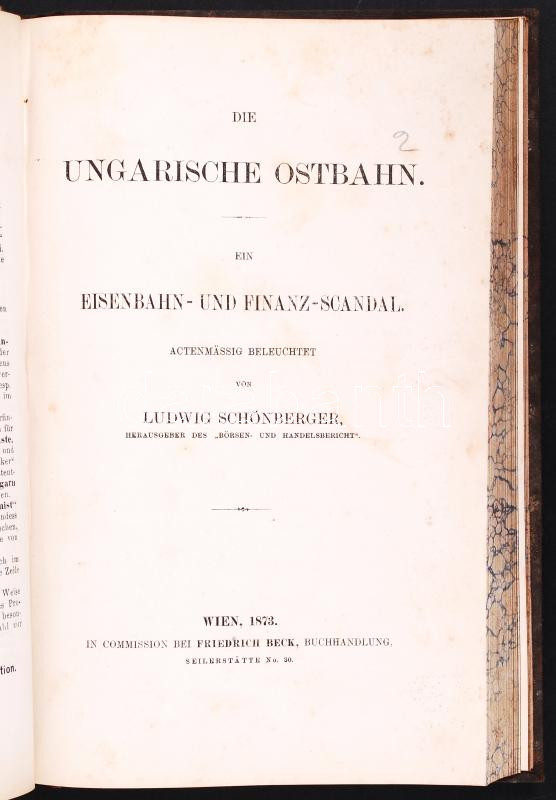 DIE
2
UNGARISCHE OSTBAHN.
EIN
EISENBAHN- UND FINANZ-SCANDAL.
ACTENMÄSSIG BELEUCHTET
VON
LUDWIG SCHÖNBERGER,
HERAUSGEBER DES „BÖRSEN- UND HANDELSBERICHT“.
WIEN, 1873.
IN COMMISSION BEI FRIEDRICH BECK, BUCHHANDLUNG,
SEILERSTÄTTE No. 30.